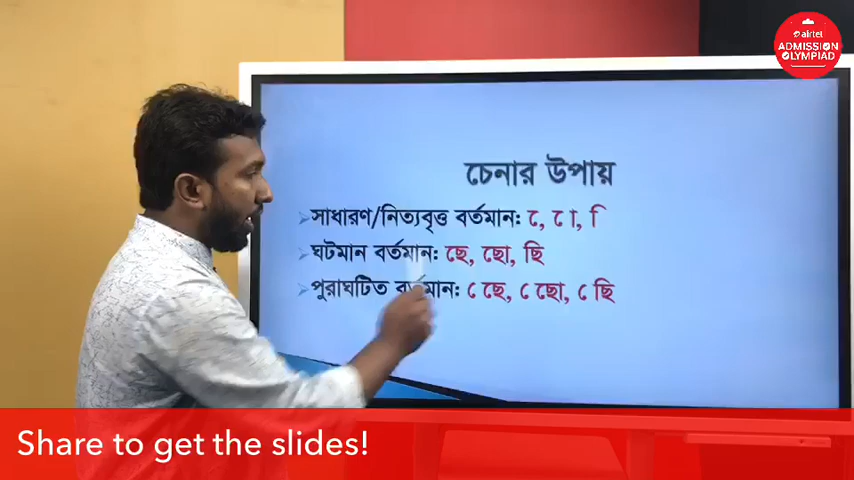 airtel
ADMISSION
OLYMPIAD
চেনার উপায়
➢সাধারণ/নিত্যবৃত্ত বর্তমান: ে, ো, ি
➢ঘটমান বর্তমান: ছে, ছো, ছি
➢পুরাঘটিত বর্তমান: েছে, েছো, েছি
Share to get the slides!